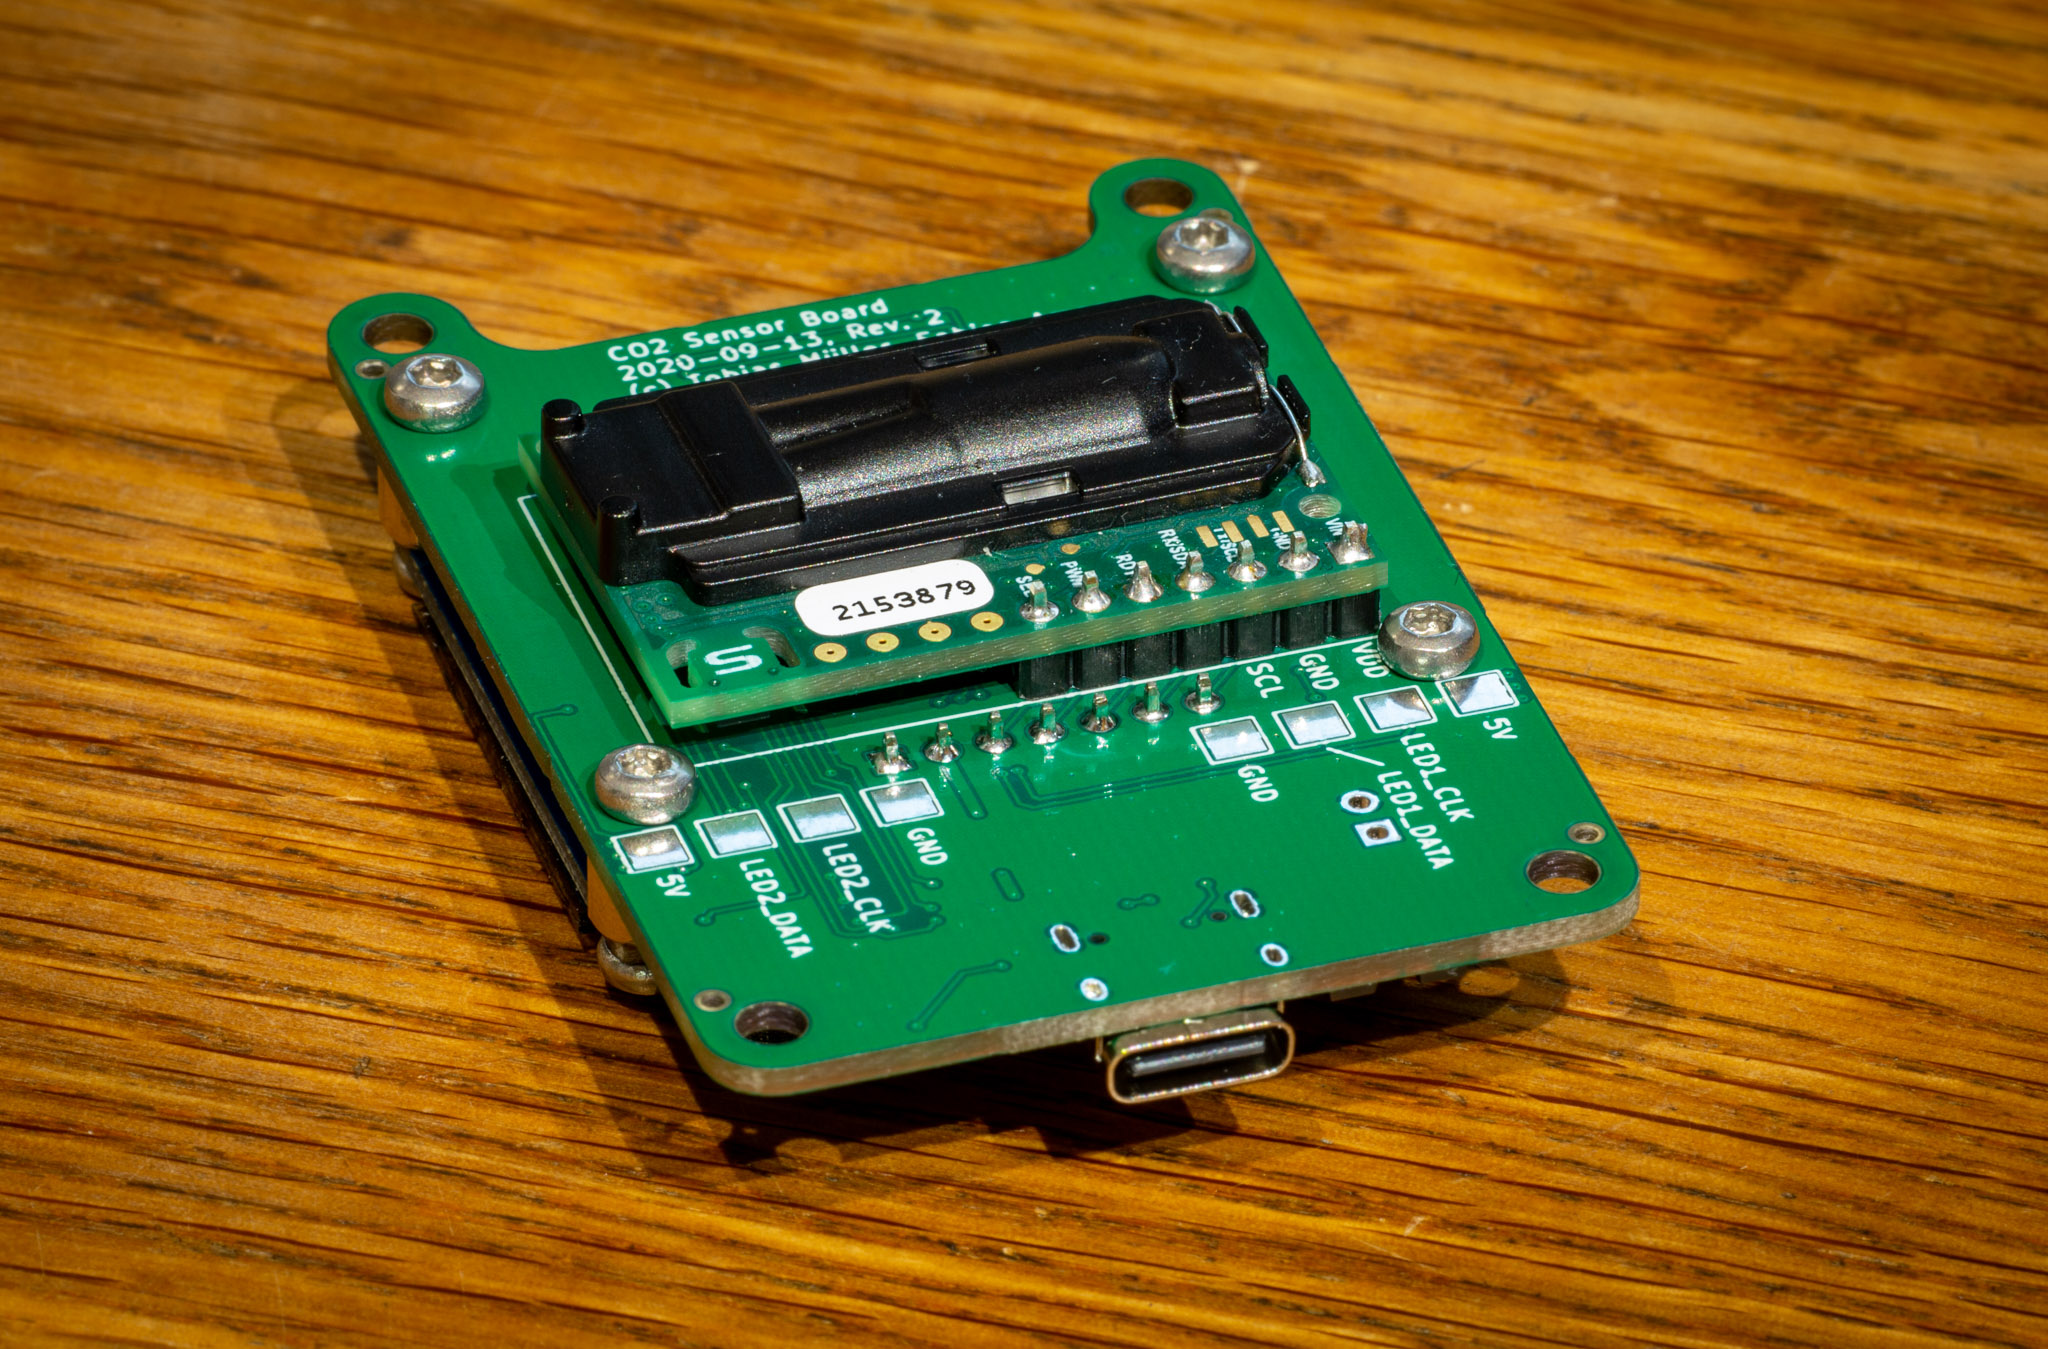 CO2 Sensor Board
2020-09-13, Rev. 2
(c) Tobias Müller,
2153879
SEL
PWM
RDY
RX/SDA
TX/SCL
GND
VIN
SCL
GND
VDD
5V
LED1_CLK
LED1_DATA
GND
GND
LED2_CLK
LED2_DATA
5V